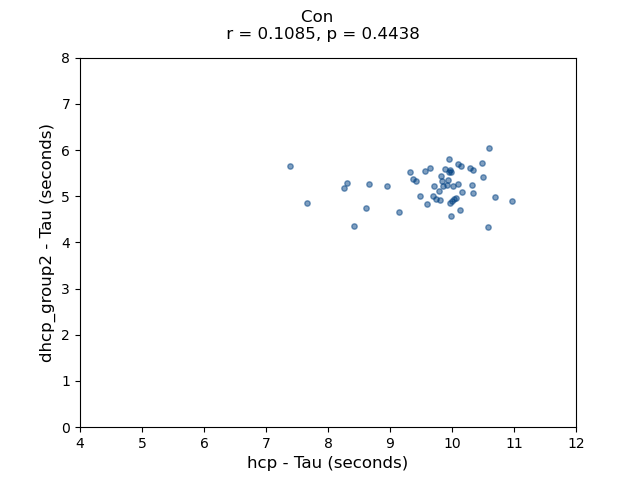 Con
r = 0.1085, p = 0.4438
8
7
6
5
4
3
2
1
0
dhcp_group2 - Tau (seconds)
4 5 6 7 8 9 10 11 12
hcp - Tau (seconds)